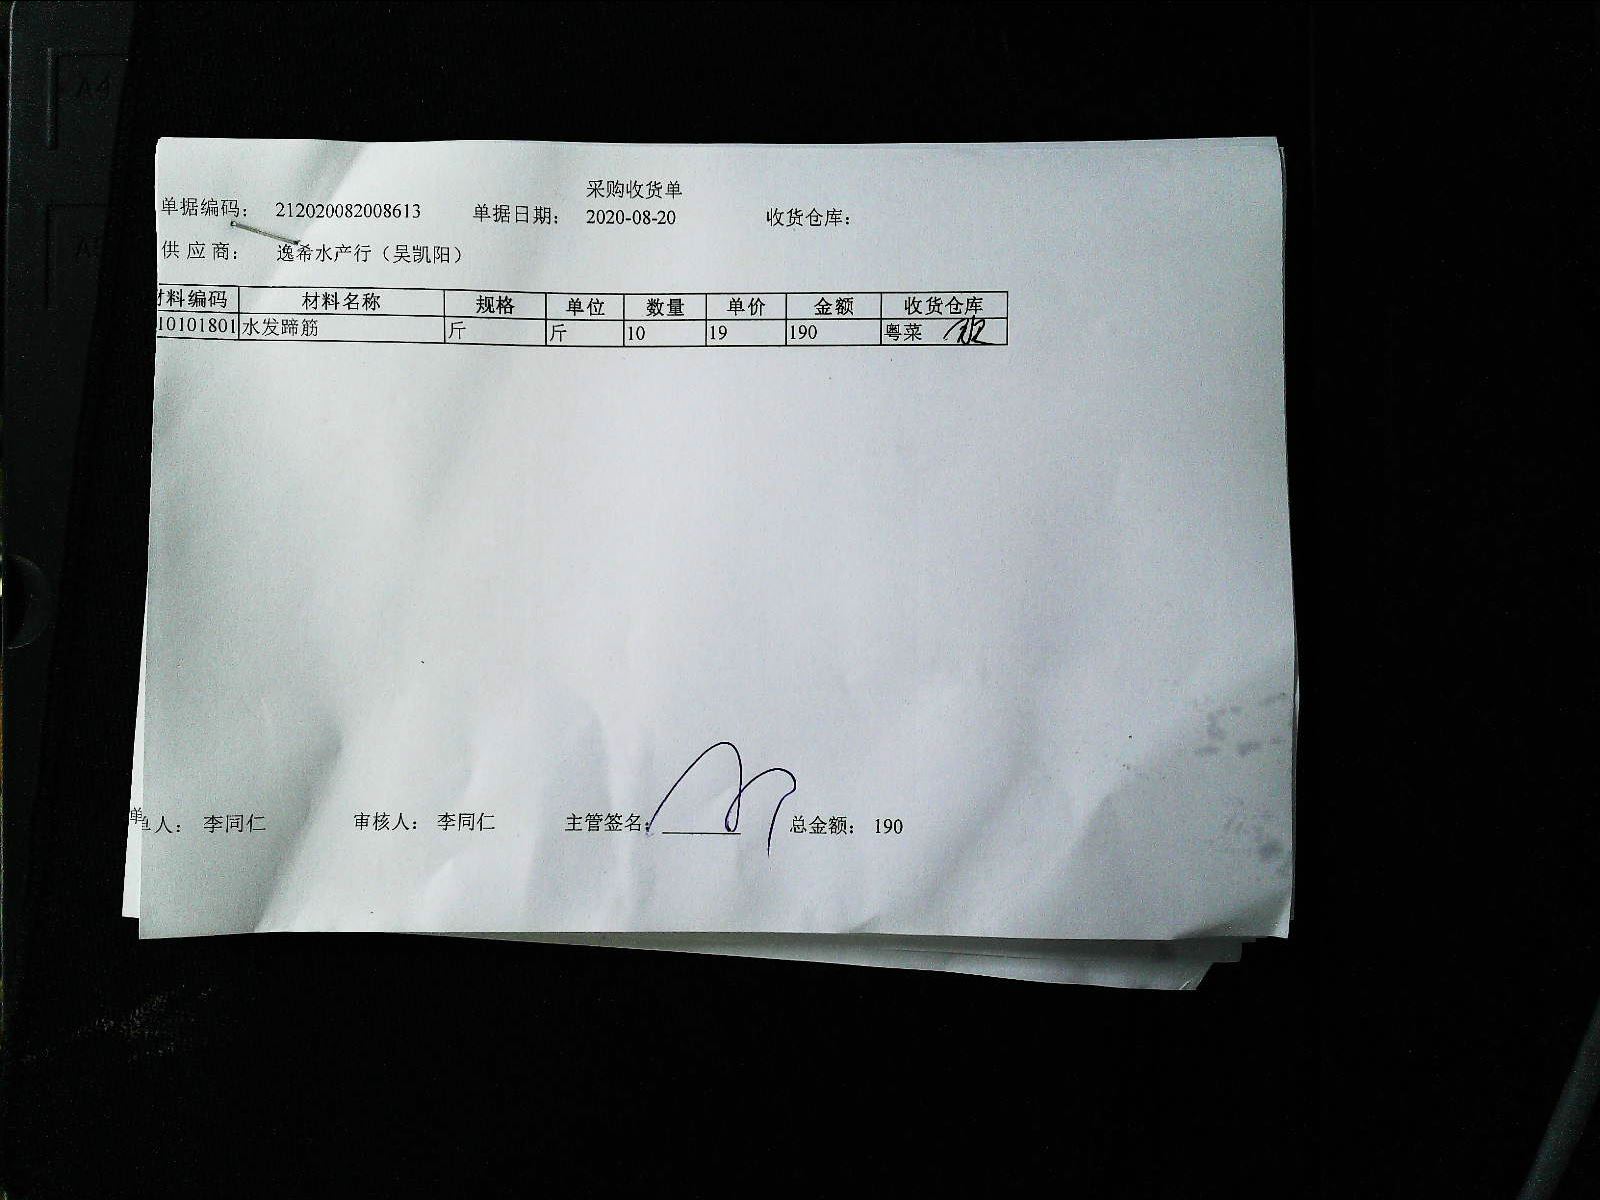 采购收货单
单据编码： 212020082008613 单据日期： 2020-08-20 收货仓库：
供 应 商： 逸希水产行（吴凯阳）
材料编码 材料名称 规格 单位 数量 单价 金额 收货仓库
10101801 水发蹄筋 斤 斤 10 19 190 粤菜
单人： 李同仁 审核人： 李同仁 主管签名： 总金额： 190
A4